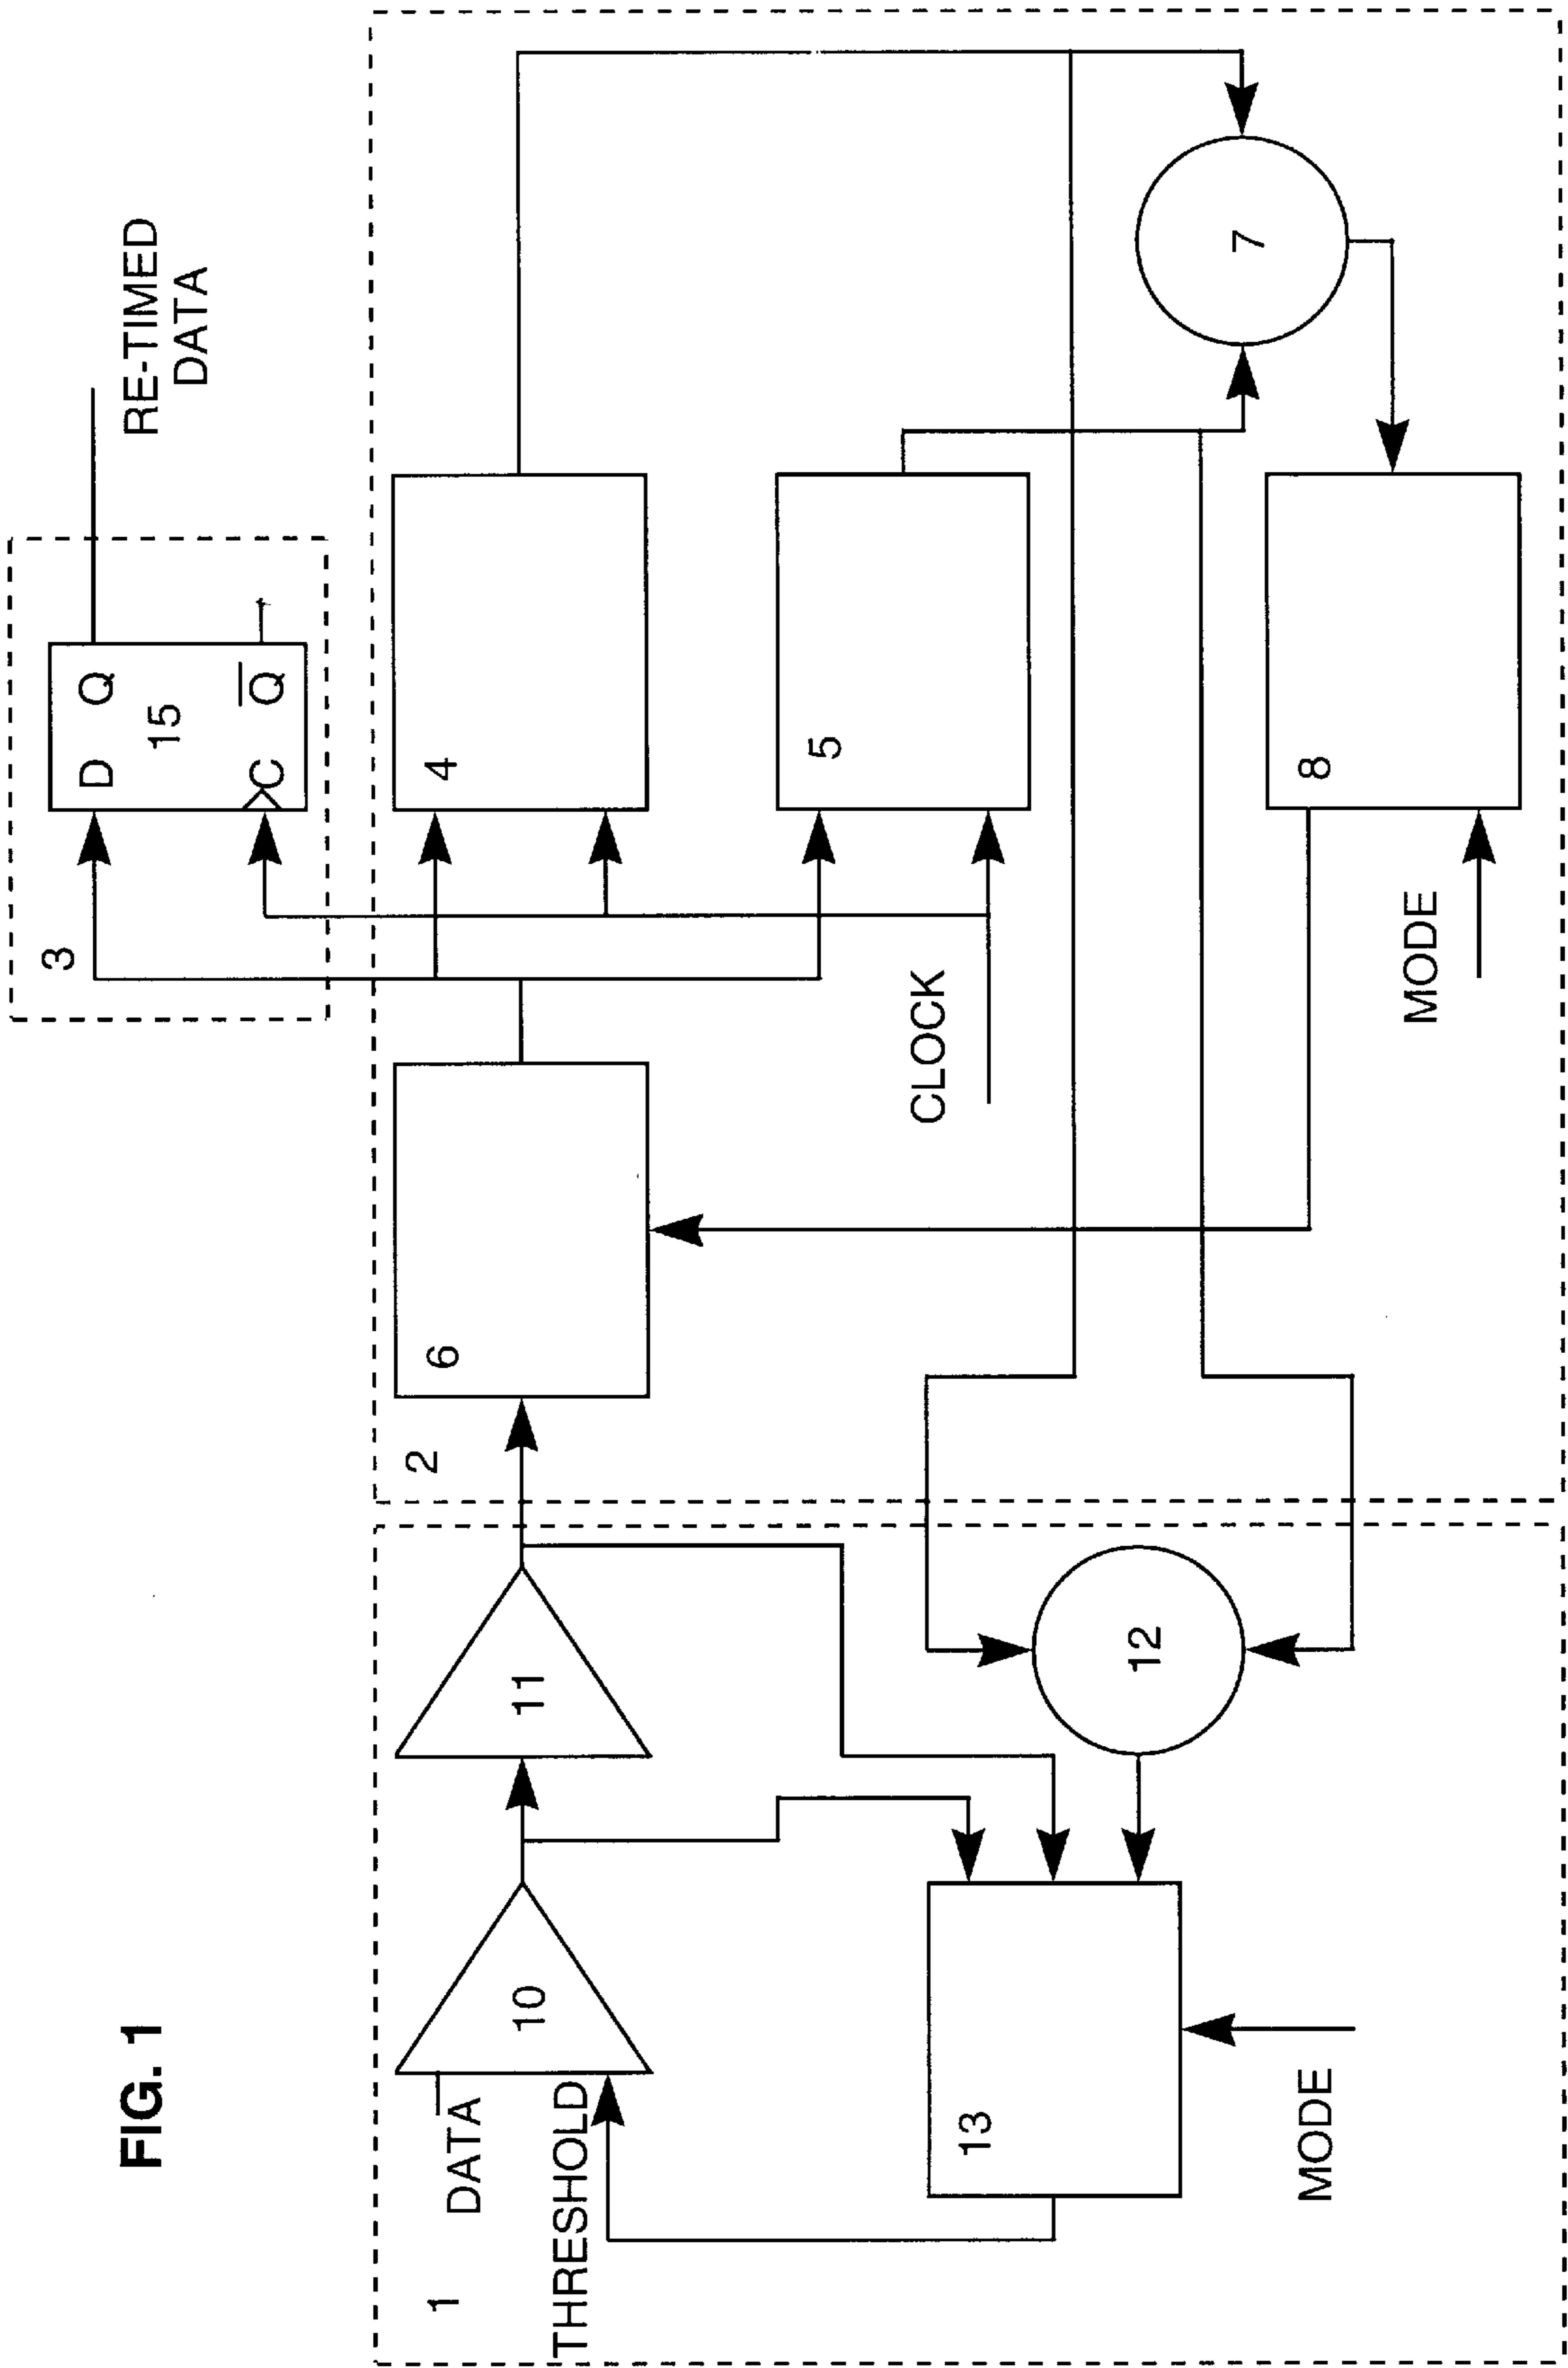 FIG. 1
3
D
Q
15
C
Q
RE-TIMED
DATA
1
DATA
THRESHOLD
10
11
2
6
4
5
CLOCK
7
13
12
8
MODE
MODE